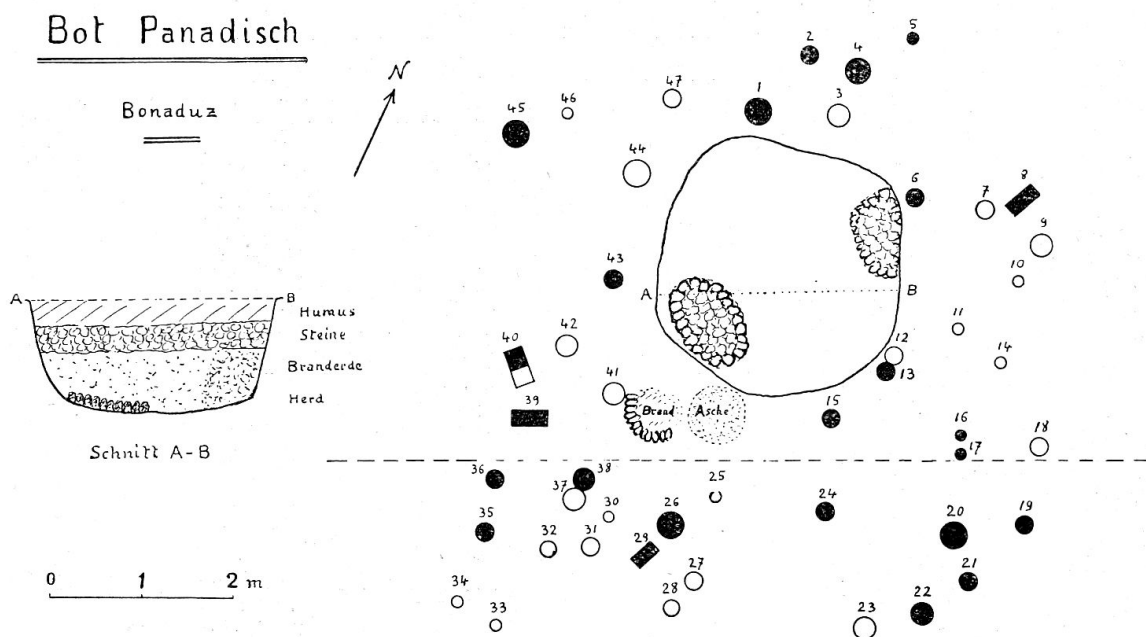 Bot Panadisch
Bonaduz
N
A
B
Humus
Steine
Branderde
Herd
Schnitt A-B
0 1 2 m
5
2 4
47 1 3
46
45
44
6 7 8
9
43
A B
10
11
42 12
40 14
13
41
39 Brand Asche 15
16
17 18
36 38
37 25
30 26 24 20 19
35
32 31 29
27 21
34 28 22
33 23